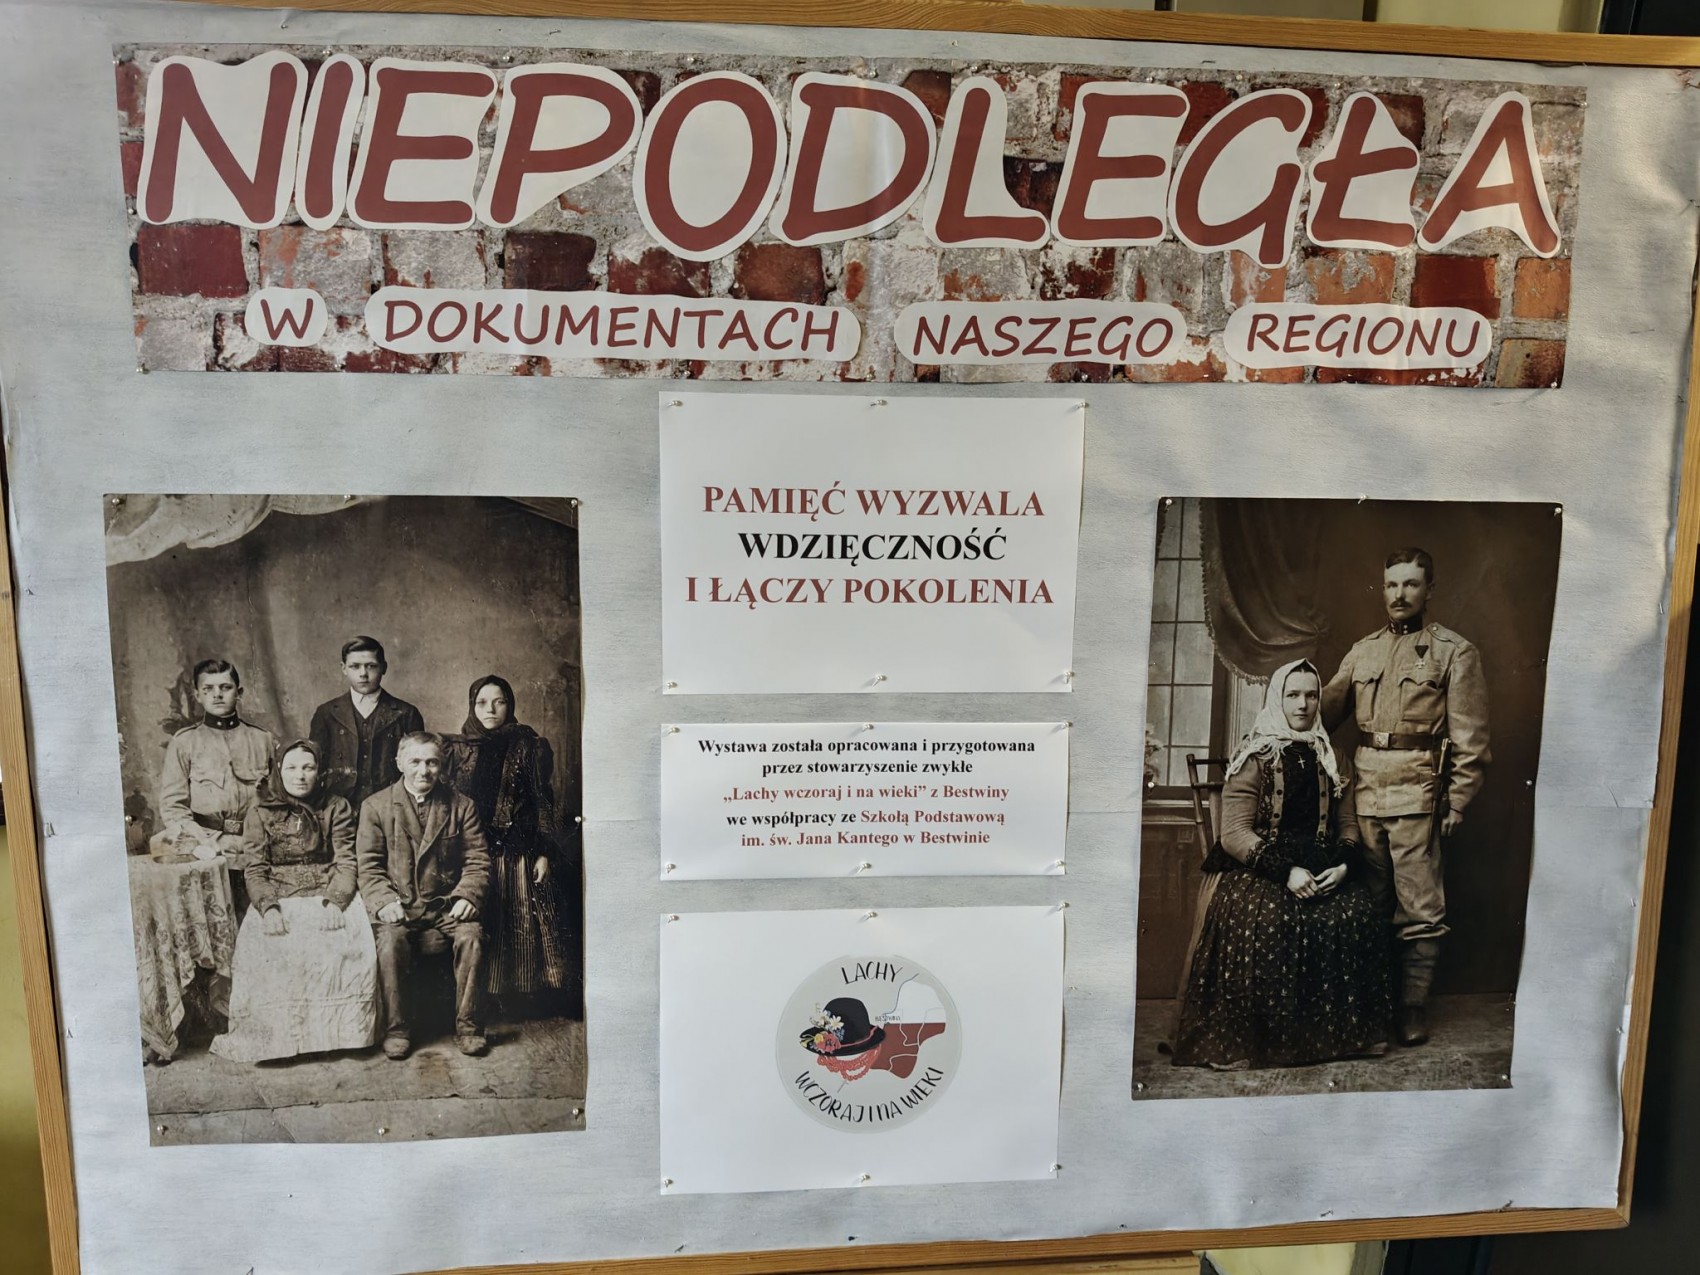 NIEPODLEGŁA
W DOKUMENTACH NASZEGO REGIONU
PAMIĘĆ WYZWALA
WDZIĘCZNOŚĆ
I ŁĄCZY POKOLENIA
Wystawa została opracowana i przygotowana
przez stowarzyszenie zwykłe
„Lachy wczoraj i na wieki” z Bestwiny
we współpracy ze Szkołą Podstawową
im. św. Jana Kantego w Bestwinie
LACHY
BESTWINA
WCZORAJ I NA WIEKI